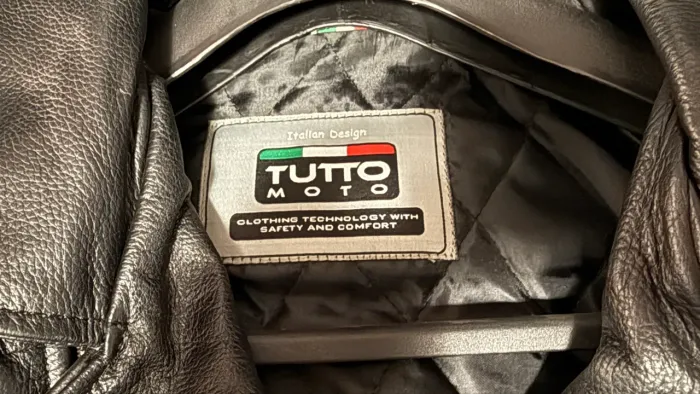 Italian Design
TUTTO
MOTO
CLOTHING TECHNOLOGY WITH
SAFETY AND COMFORT